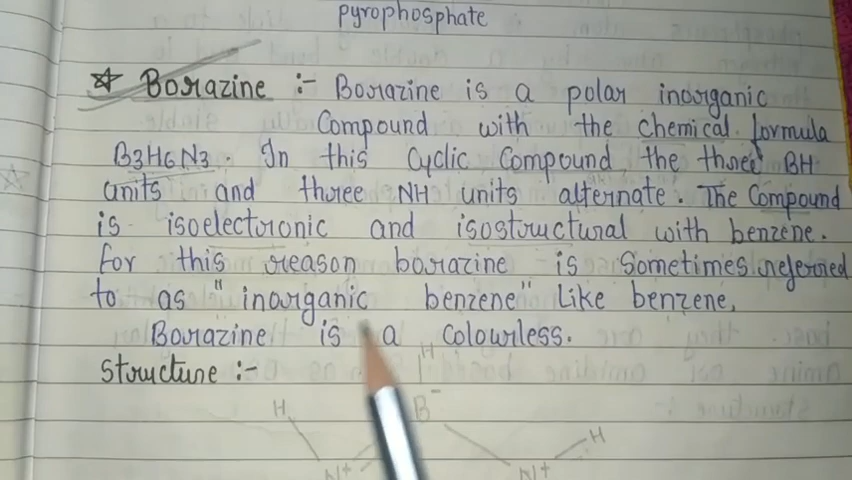 pyrophosphate
☆ Borazine :- Borazine is a polar inorganic
Compound with the chemical formula
B3H6N3. In this cyclic compound the three BH
units and three NH units alternate. The Compound
is isoelectronic and isostructural with benzene.
for this reason borazine is Sometimes referred
to as "inorganic benzene" Like benzene,
Borazine is a colourless.
Structure :-
H
H B⁻ H
N+ N+